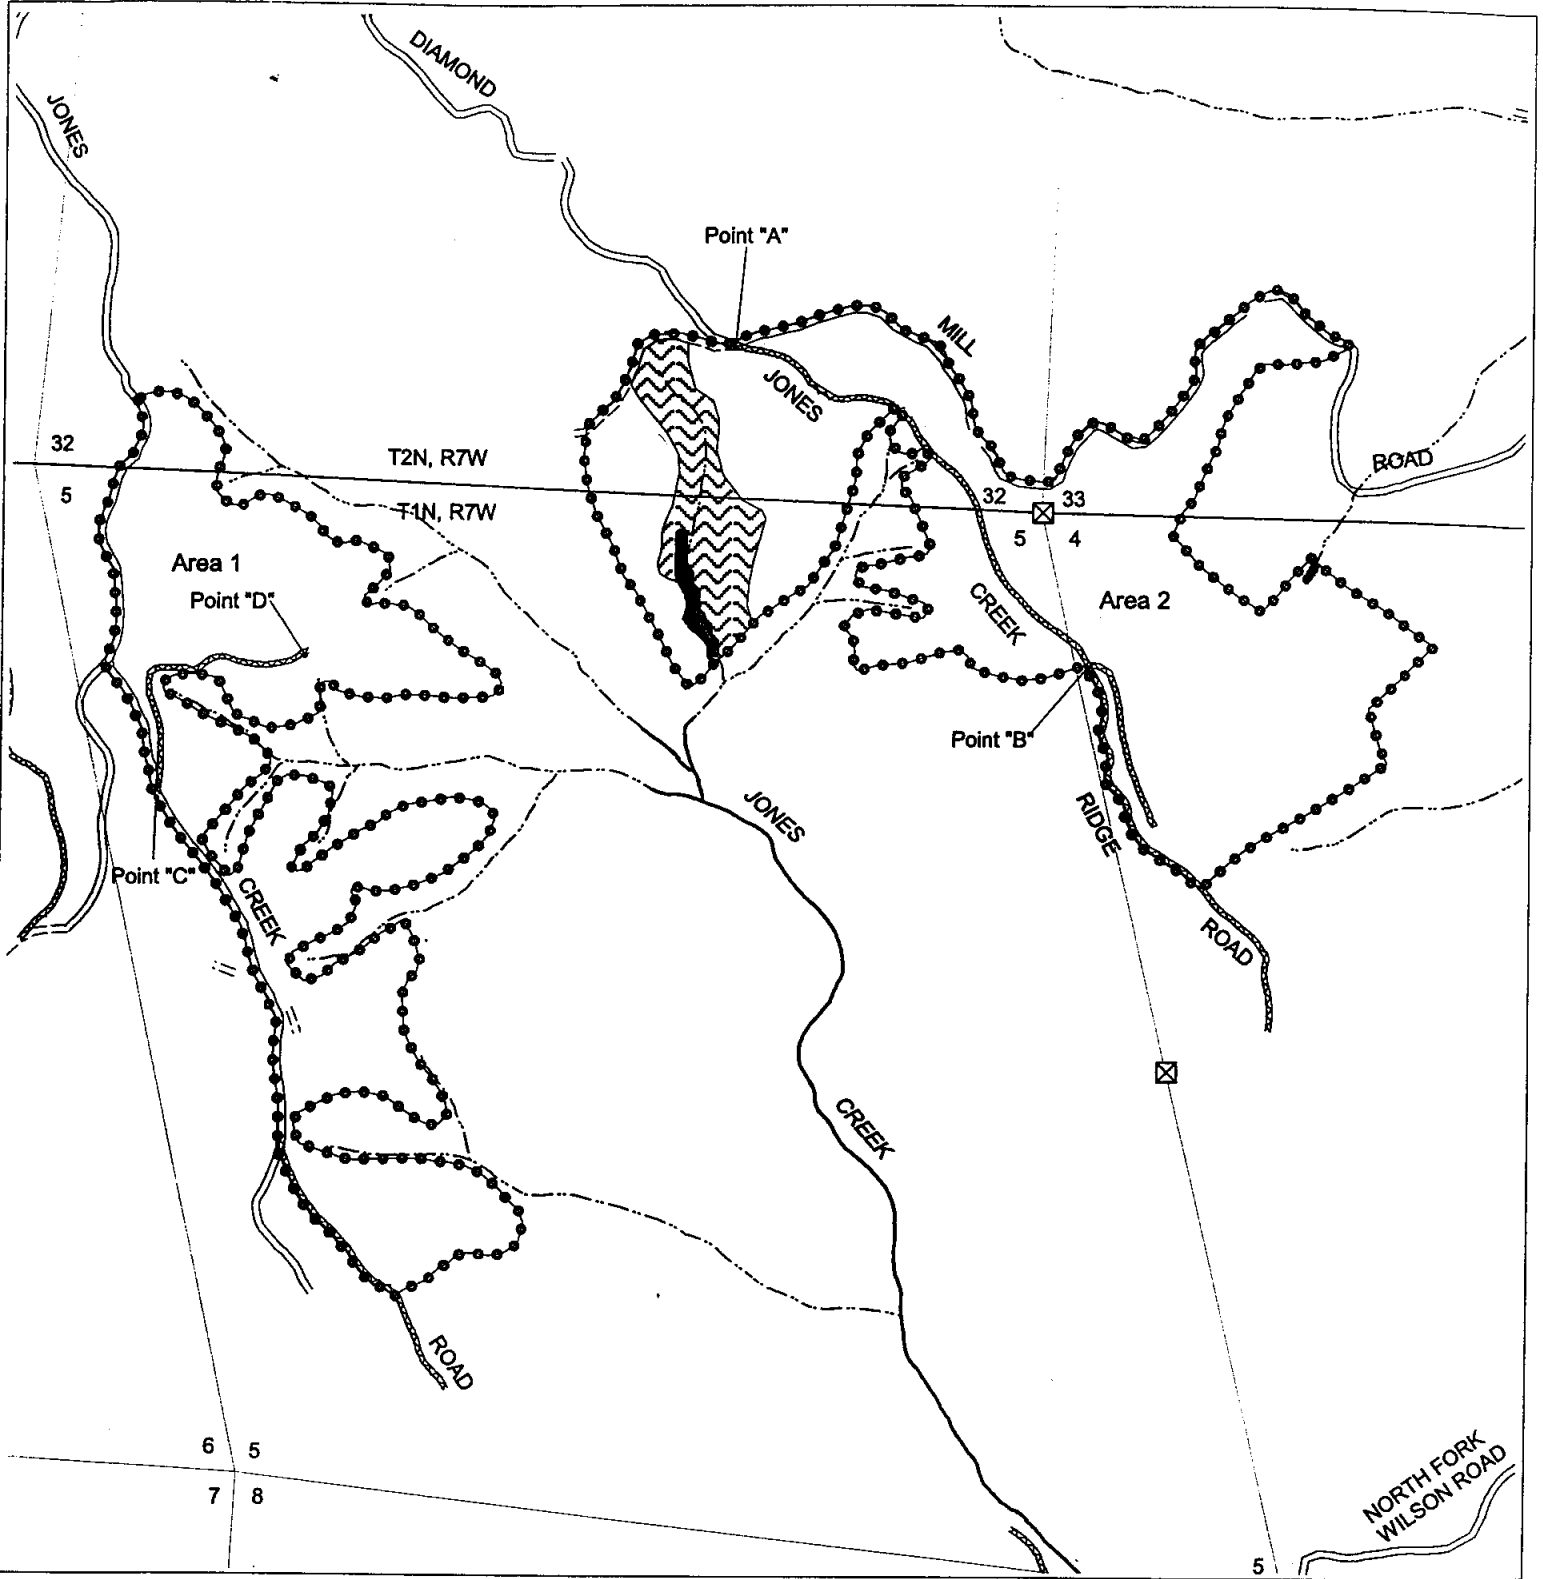 DIAMOND
JONES
Point "A"
MILL
JONES
32
T2N, R7W
ROAD
5
T1N, R7W
32
33
5
4
Area 1
Point "D"
CREEK
Area 2
Point "B"
JONES
RIDGE
Point "C"
CREEK
ROAD
CREEK
ROAD
6
5
7
8
NORTH FORK
WILSON ROAD
5